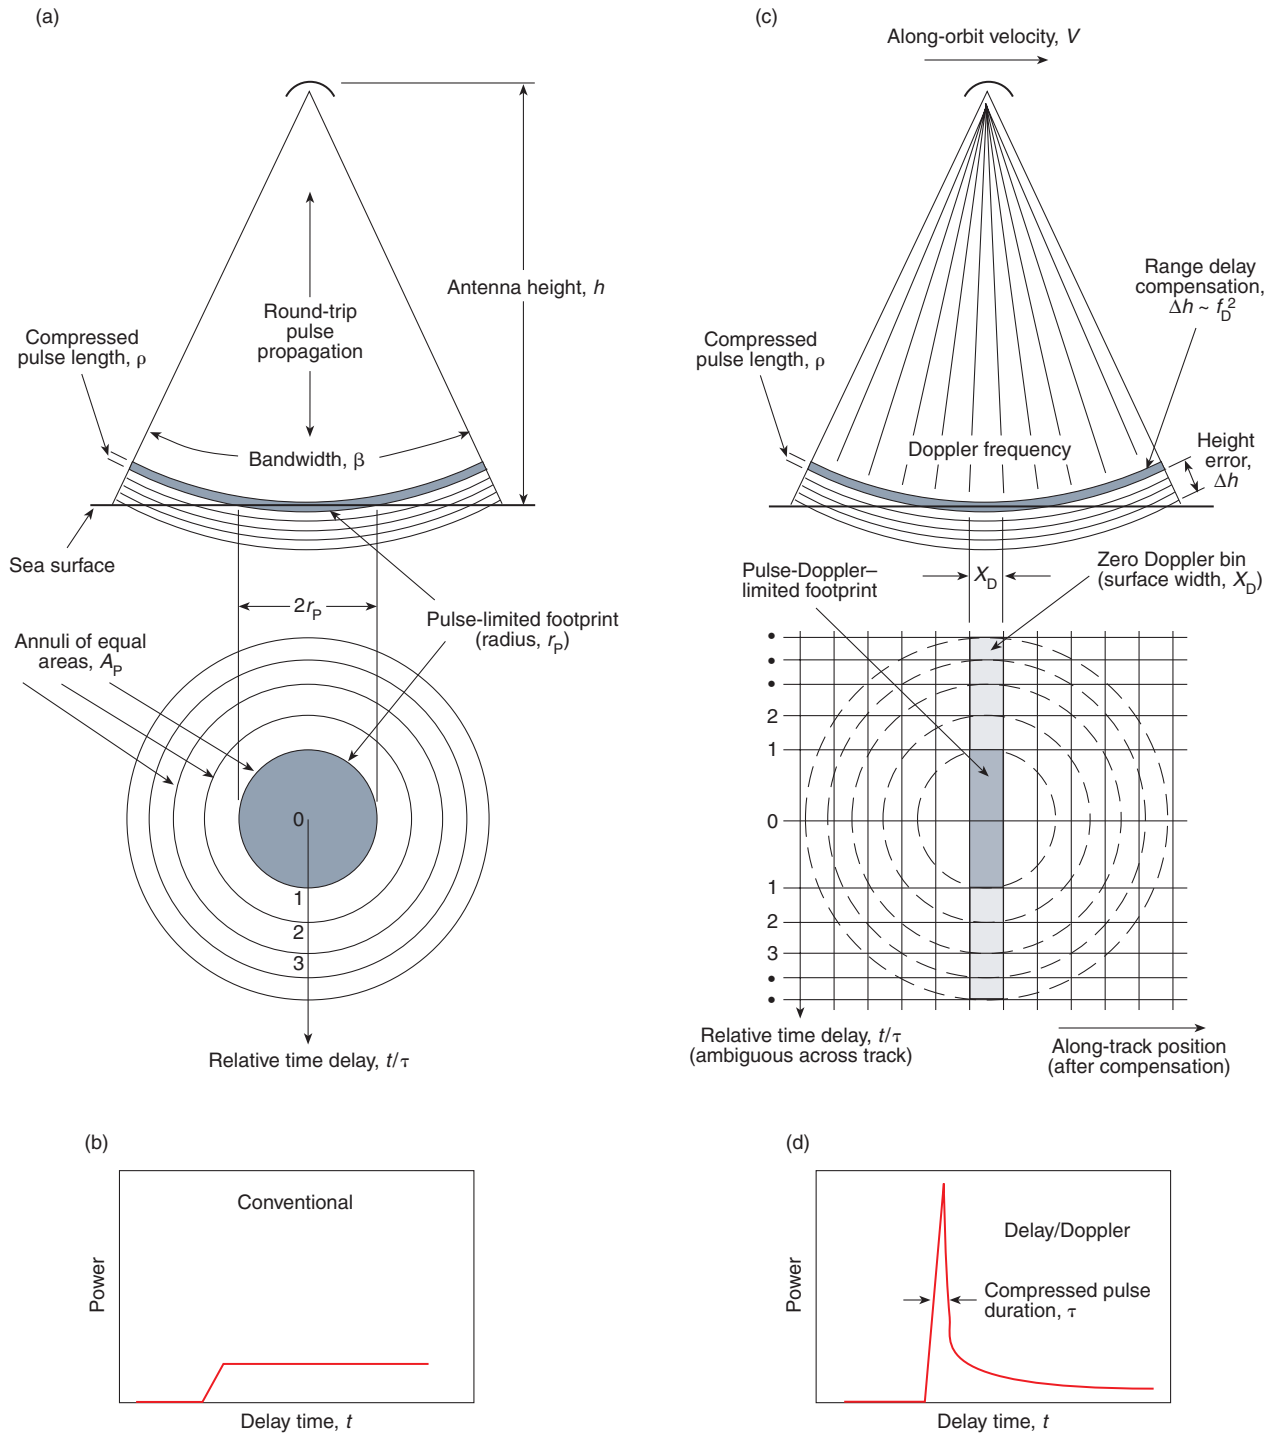 (a)
Antenna height, h
Round-trip
pulse
propagation
Compressed
pulse length, ρ
Bandwidth, β
Sea surface
2rP
Pulse-limited footprint
(radius, rP)
Annuli of equal
areas, AP
0
1
2
3
Relative time delay, t/τ
(b)
Conventional
Power
Delay time, t
(c)
Along-orbit velocity, V
Range delay
compensation,
Δh ~ fD²
Compressed
pulse length, ρ
Doppler frequency
Height
error,
Δh
XD
Pulse-Doppler–
limited footprint
Zero Doppler bin
(surface width, XD)
2
1
0
1
2
3
Relative time delay, t/τ
(ambiguous across track)
Along-track position
(after compensation)
(d)
Delay/Doppler
Compressed pulse
duration, τ
Power
Delay time, t